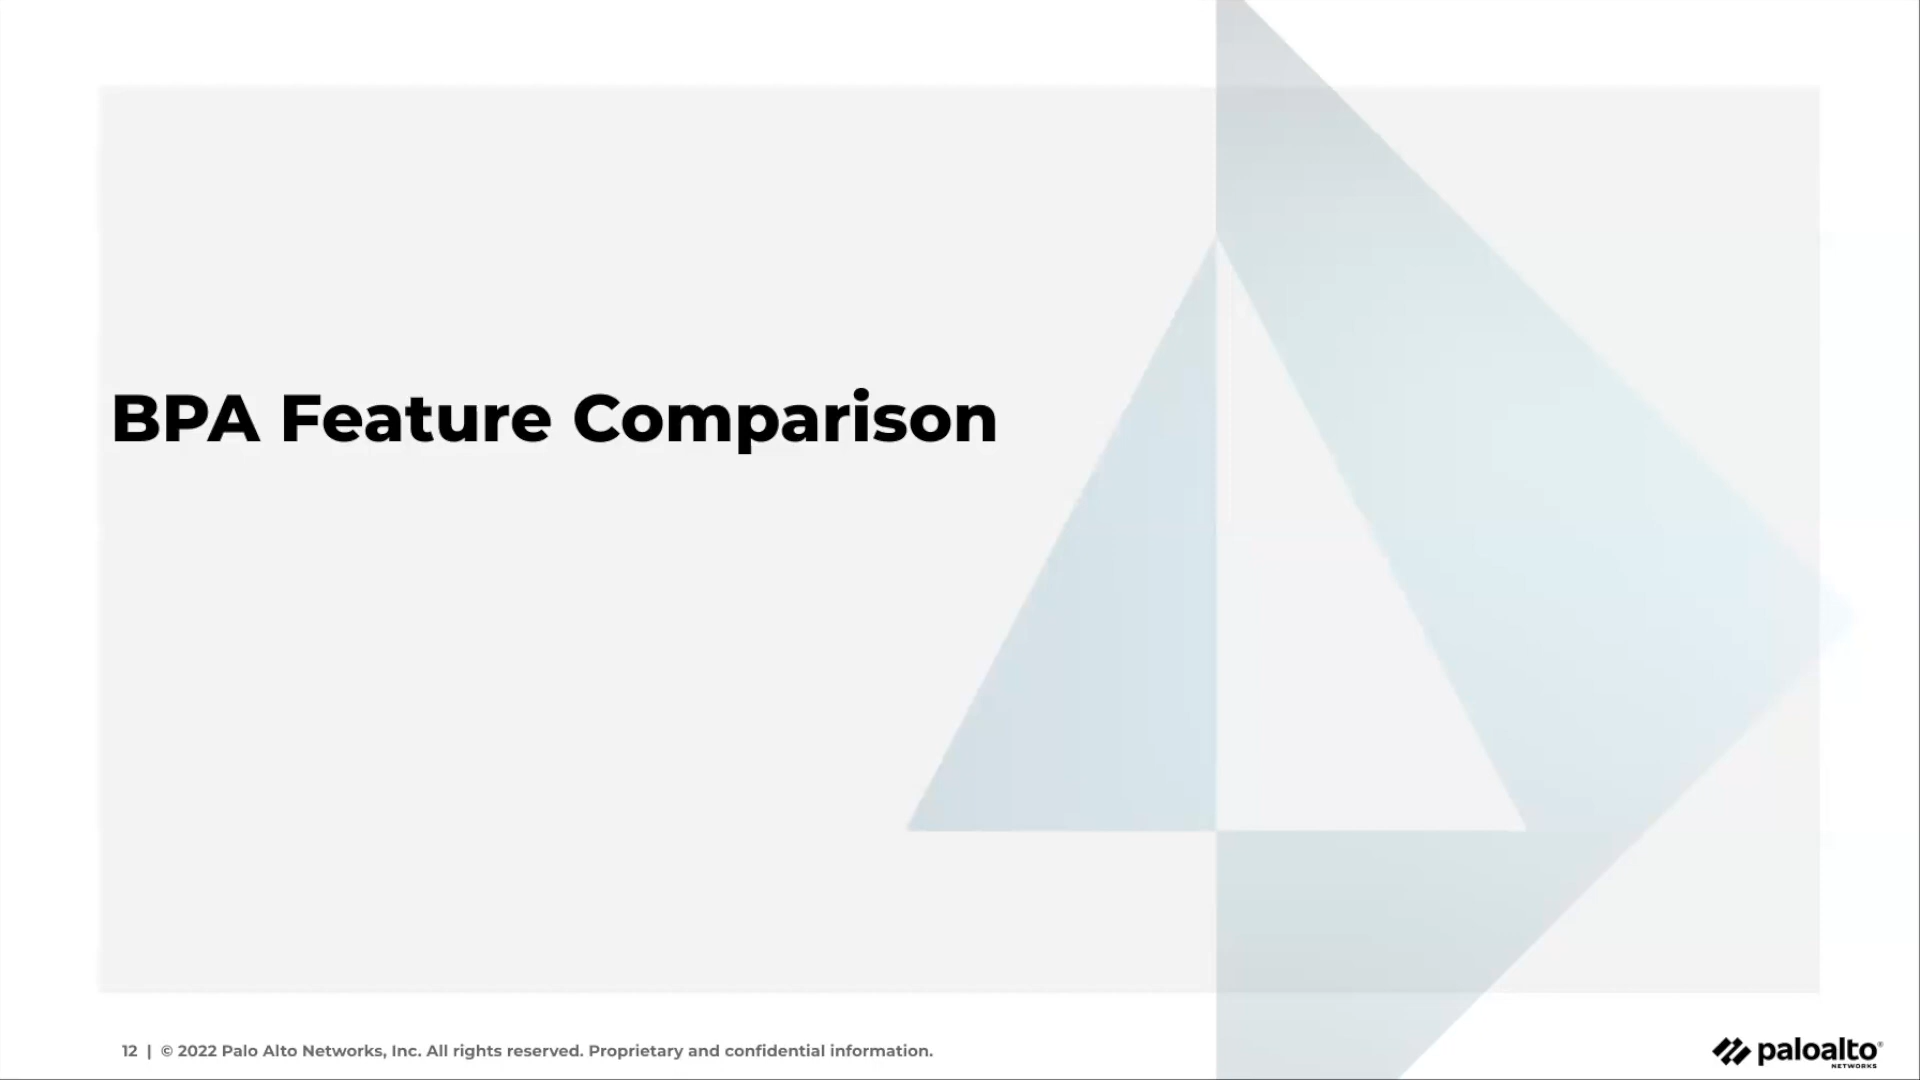 BPA Feature Comparison
12 | © 2022 Palo Alto Networks, Inc. All rights reserved. Proprietary and confidential information.
paloalto®
NETWORKS